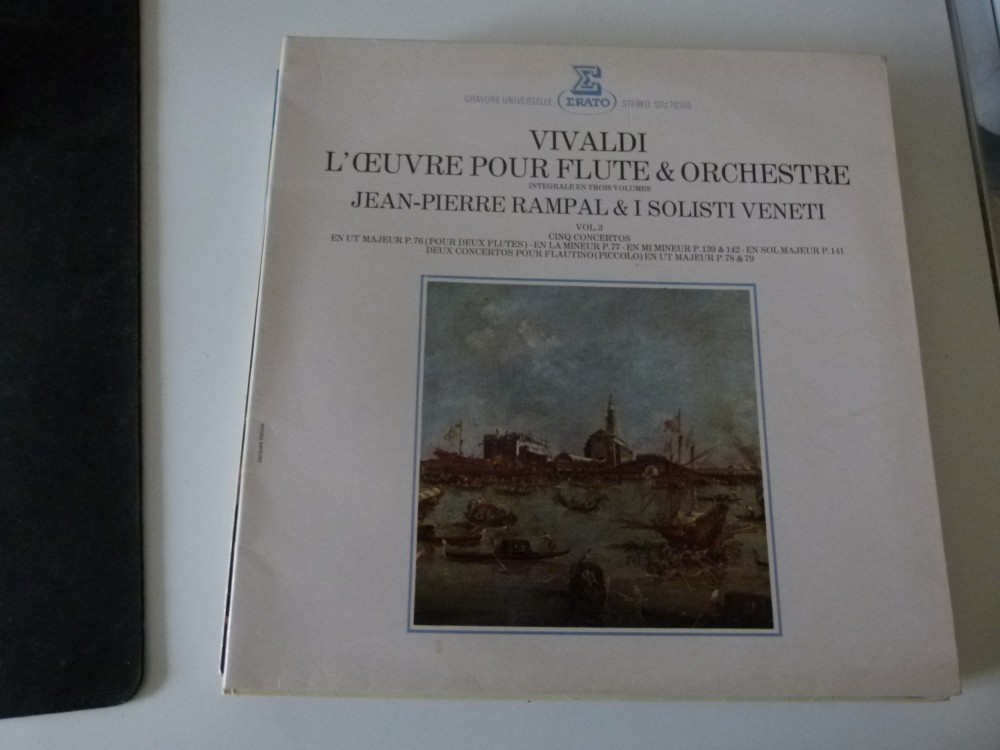 GRAVURE UNIVERSELLE ERATO STEREO STU 70305
VIVALDI
L'ŒUVRE POUR FLUTE & ORCHESTRE
INTEGRALE EN TROIS VOLUMES
JEAN-PIERRE RAMPAL & I SOLISTI VENETI
VOL.3
CINQ CONCERTOS
EN UT MAJEUR P.76 (POUR DEUX FLUTES) - EN LA MINEUR P.77 - EN MI MINEUR P.139 & 142 - EN SOL MAJEUR P.141
DEUX CONCERTOS POUR FLAUTINO (PICCOLO) EN UT MAJEUR P.78 & 79